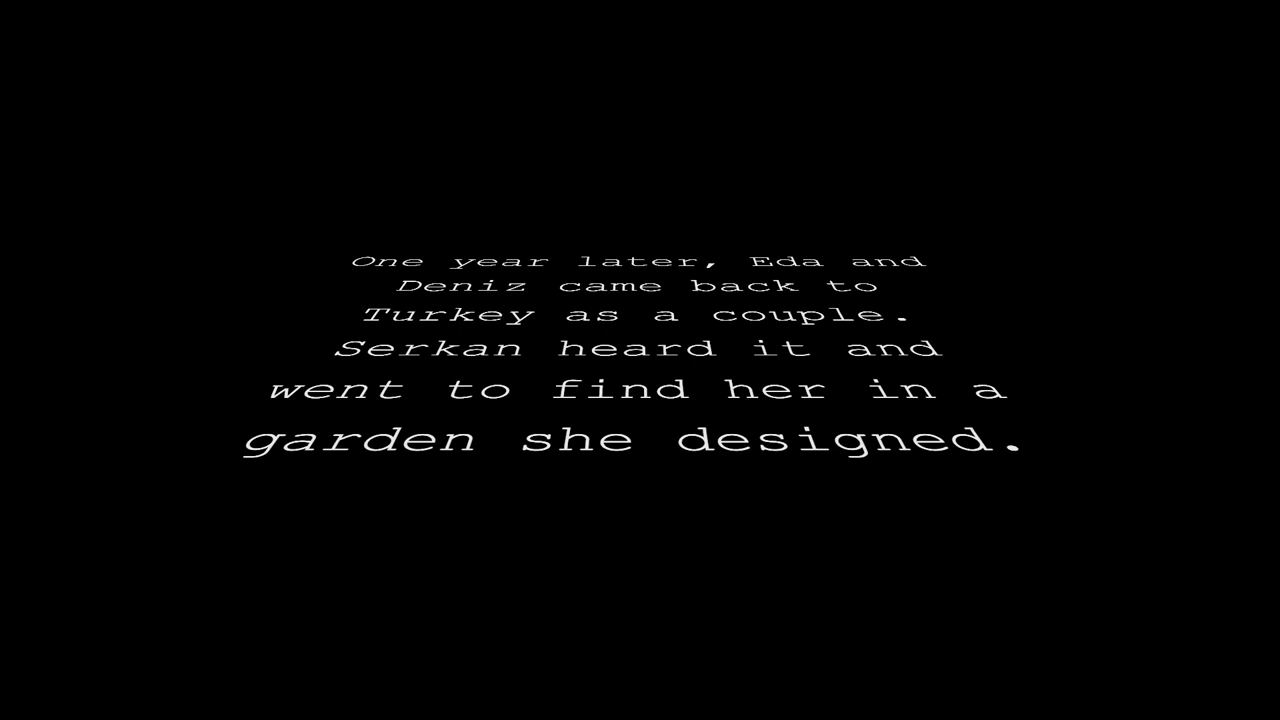 One year later, Eda and
Deniz came back to
Turkey as a couple.
Serkan heard it and
went to find her in a
garden she designed.